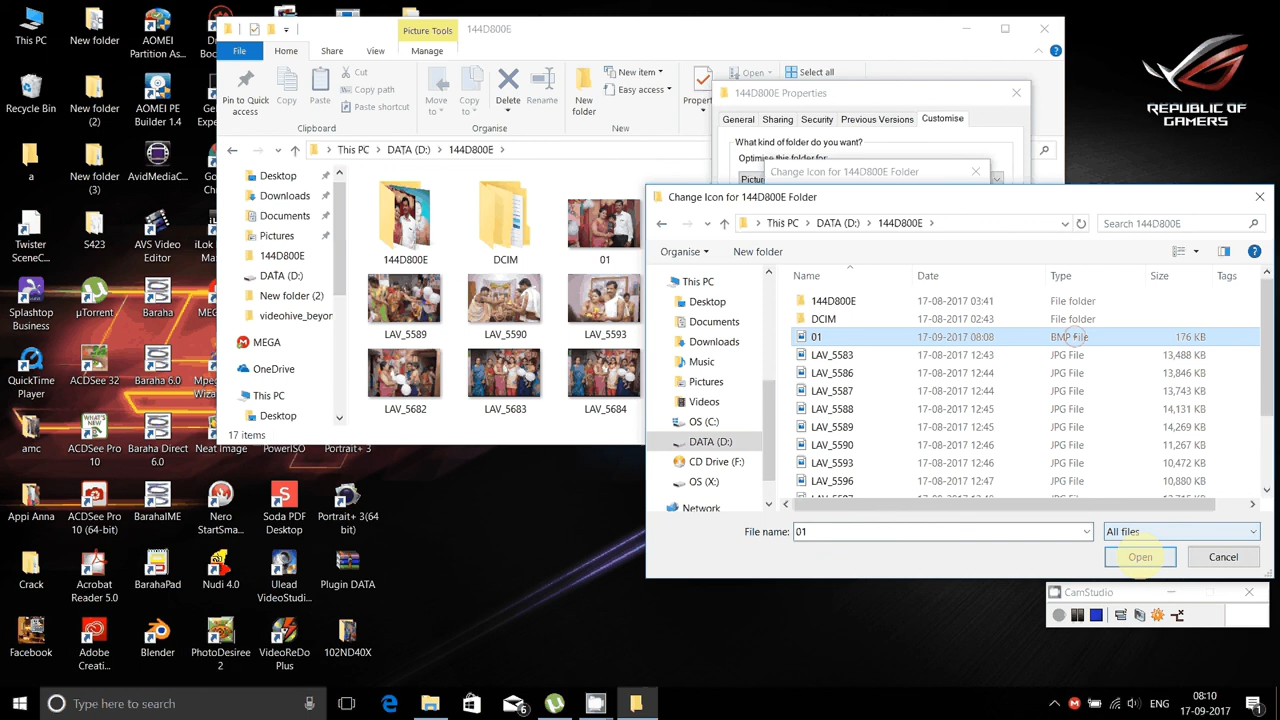 This PC
New folder
AOMEI
Partition As...
Recycle Bin
New folder
(2)
AOMEI PE
Builder 1.4
a
New folder
(3)
AvidMediaC...
Twister
SceneC...
S423
AVS Video
Editor
iLok
Splashtop
Business
µTorrent
Baraha
QuickTime
Player
ACDSee 32
Baraha 6.0
Mpeg
Wiza
amc
WHAT'S
NEW
ACDSee Pro
10
Baraha Direct
6.0
Neat Image
PowerISO
Portrait+ 3
Appi Anna
ACDSee Pro
10 (64-bit)
BarahaIME
Nero
StartSma...
Soda PDF
Desktop
Portrait+ 3(64
bit)
Crack
Acrobat
Reader 5.0
BarahaPad
Nudi 4.0
Ulead
VideoStudi...
Plugin DATA
Facebook
Adobe
Creati...
Blender
PhotoDesiree
2
VideoReDo
Plus
102ND40X
Picture Tools
144D800E
File
Home
Share
View
Manage
Pin to Quick
access
Copy
Paste
Cut
Copy path
Paste shortcut
Clipboard
Move
to
Copy
to
Delete
Rename
Organise
New
folder
New item
Easy access
New
Properti
Open
Select all
This PC
DATA (D:)
144D800E
Desktop
Downloads
Documents
Pictures
144D800E
DATA (D:)
New folder (2)
videohive_beyon
MEGA
OneDrive
This PC
Desktop
144D800E
DCIM
01
LAV_5589
LAV_5590
LAV_5593
LAV_5682
LAV_5683
LAV_5684
17 items
144D800E Properties
General
Sharing
Security
Previous Versions
Customise
What kind of folder do you want?
Optimise this folder for:
Change Icon for 144D800E Folder
Change Icon for 144D800E Folder
This PC
DATA (D:)
144D800E
Search 144D800E
Organise
New folder
This PC
Desktop
Documents
Downloads
Music
Pictures
Videos
OS (C:)
DATA (D:)
CD Drive (F:)
OS (X:)
Network
Name Date Type Size Tags
144D800E 17-08-2017 03:41 File folder
DCIM 17-08-2017 02:43 File folder
01 17-09-2017 08:08 BMP File 176 KB
LAV_5583 17-08-2017 12:43 JPG File 13,488 KB
LAV_5586 17-08-2017 12:44 JPG File 13,846 KB
LAV_5587 17-08-2017 12:44 JPG File 13,743 KB
LAV_5588 17-08-2017 12:45 JPG File 14,131 KB
LAV_5589 17-08-2017 12:45 JPG File 14,269 KB
LAV_5590 17-08-2017 12:46 JPG File 11,267 KB
LAV_5593 17-08-2017 12:46 JPG File 10,472 KB
LAV_5596 17-08-2017 12:46 JPG File 10,880 KB
File name:
01
All files
Open
Cancel
CamStudio
REPUBLIC OF
GAMERS
Type here to search
6
ENG
08:10
17-09-2017
1